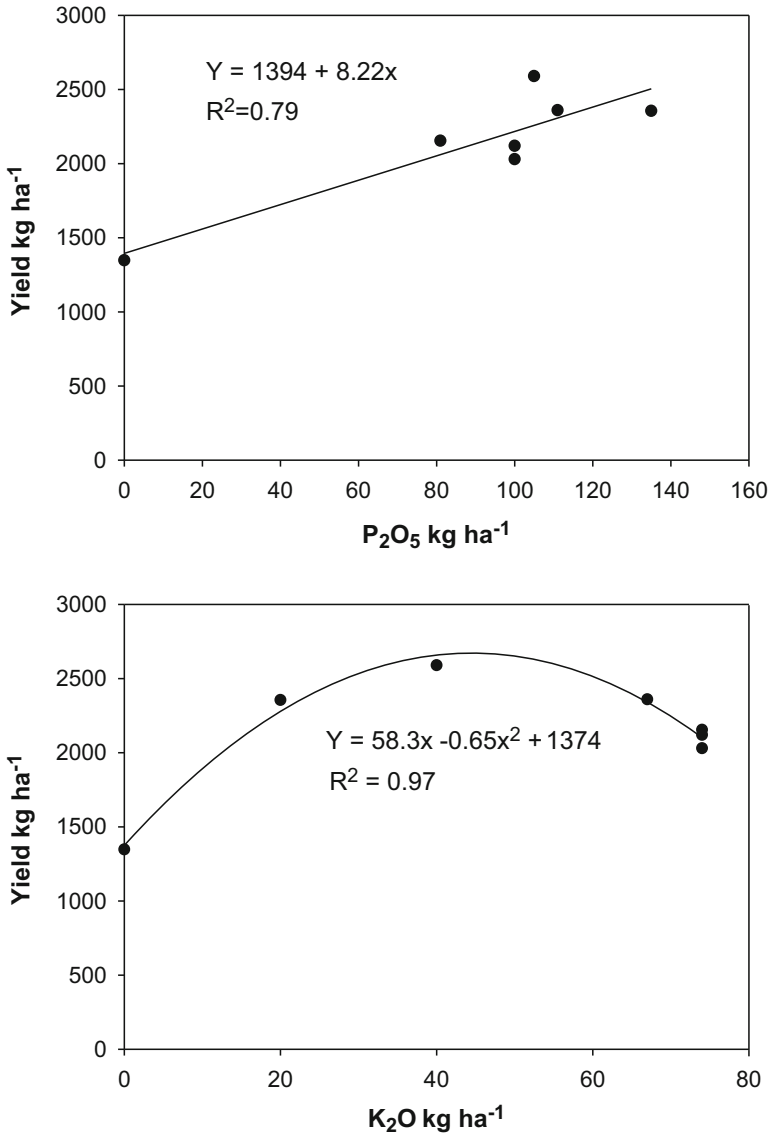 3000
2500
2000
1500
1000
500
0
Yield kg ha⁻¹
Y = 1394 + 8.22x
R²=0.79
0 20 40 60 80 100 120 140 160
P₂O₅ kg ha⁻¹
3000
2500
2000
1500
1000
500
0
Yield kg ha⁻¹
Y = 58.3x -0.65x² + 1374
R² = 0.97
0 20 40 60 80
K₂O kg ha⁻¹